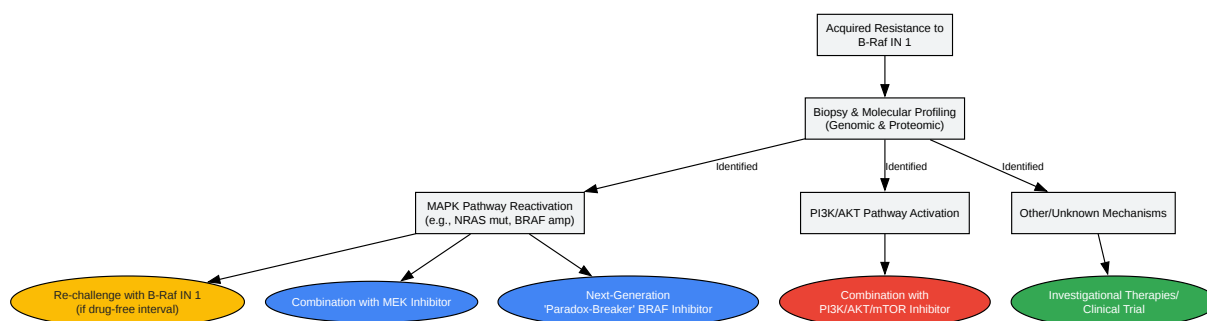 Acquired Resistance to
B-Raf IN 1
Biopsy & Molecular Profiling
(Genomic & Proteomic)
Identified
Identified
Identified
MAPK Pathway Reactivation
(e.g., NRAS mut, BRAF amp)
PI3K/AKT Pathway Activation
Other/Unknown Mechanisms
Re-challenge with B-Raf IN 1
(if drug-free interval)
Combination with MEK Inhibitor
Next-Generation
'Paradox-Breaker' BRAF Inhibitor
Combination with
PI3K/AKT/mTOR Inhibitor
Investigational Therapies/
Clinical Trial